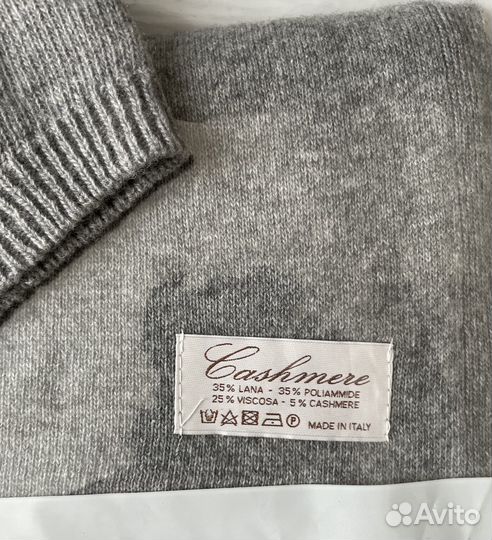 Cashmere
35% LANA - 35% POLIAMMIDE
25% VISCOSA - 5% CASHMERE
P MADE IN ITALY
Avito